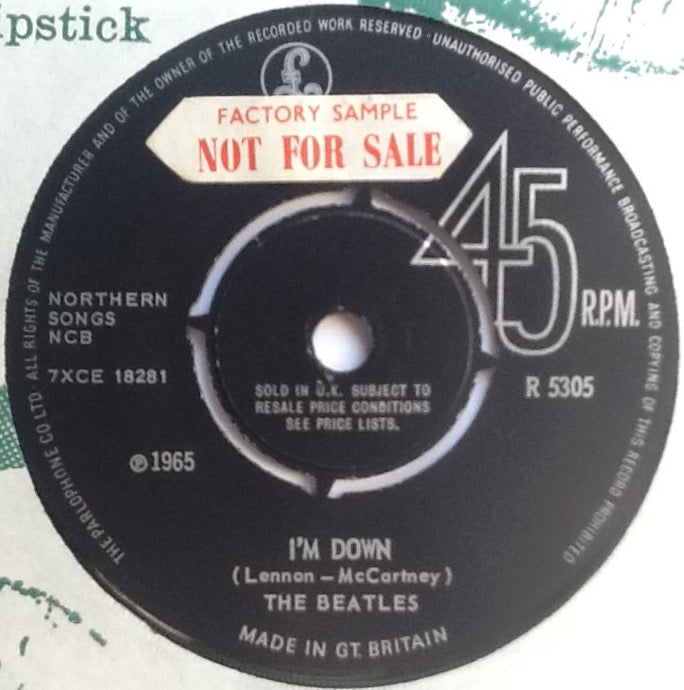 pstick
THE PARLOPHONE CO LTD. ALL RIGHTS OF THE MANUFACTURER AND OF THE OWNER OF THE RECORDED WORK RESERVED · UNAUTHORISED PUBLIC PERFORMANCE BROADCASTING AND COPYING OF THIS RECORD PROHIBITED
£
FACTORY SAMPLE
NOT FOR SALE
45
R.P.M.
NORTHERN
SONGS
NCB
7XCE 18281
R 5305
SOLD IN U.K. SUBJECT TO
RESALE PRICE CONDITIONS
SEE PRICE LISTS.
℗ 1965
I'M DOWN
(Lennon – McCartney)
THE BEATLES
MADE IN GT. BRITAIN